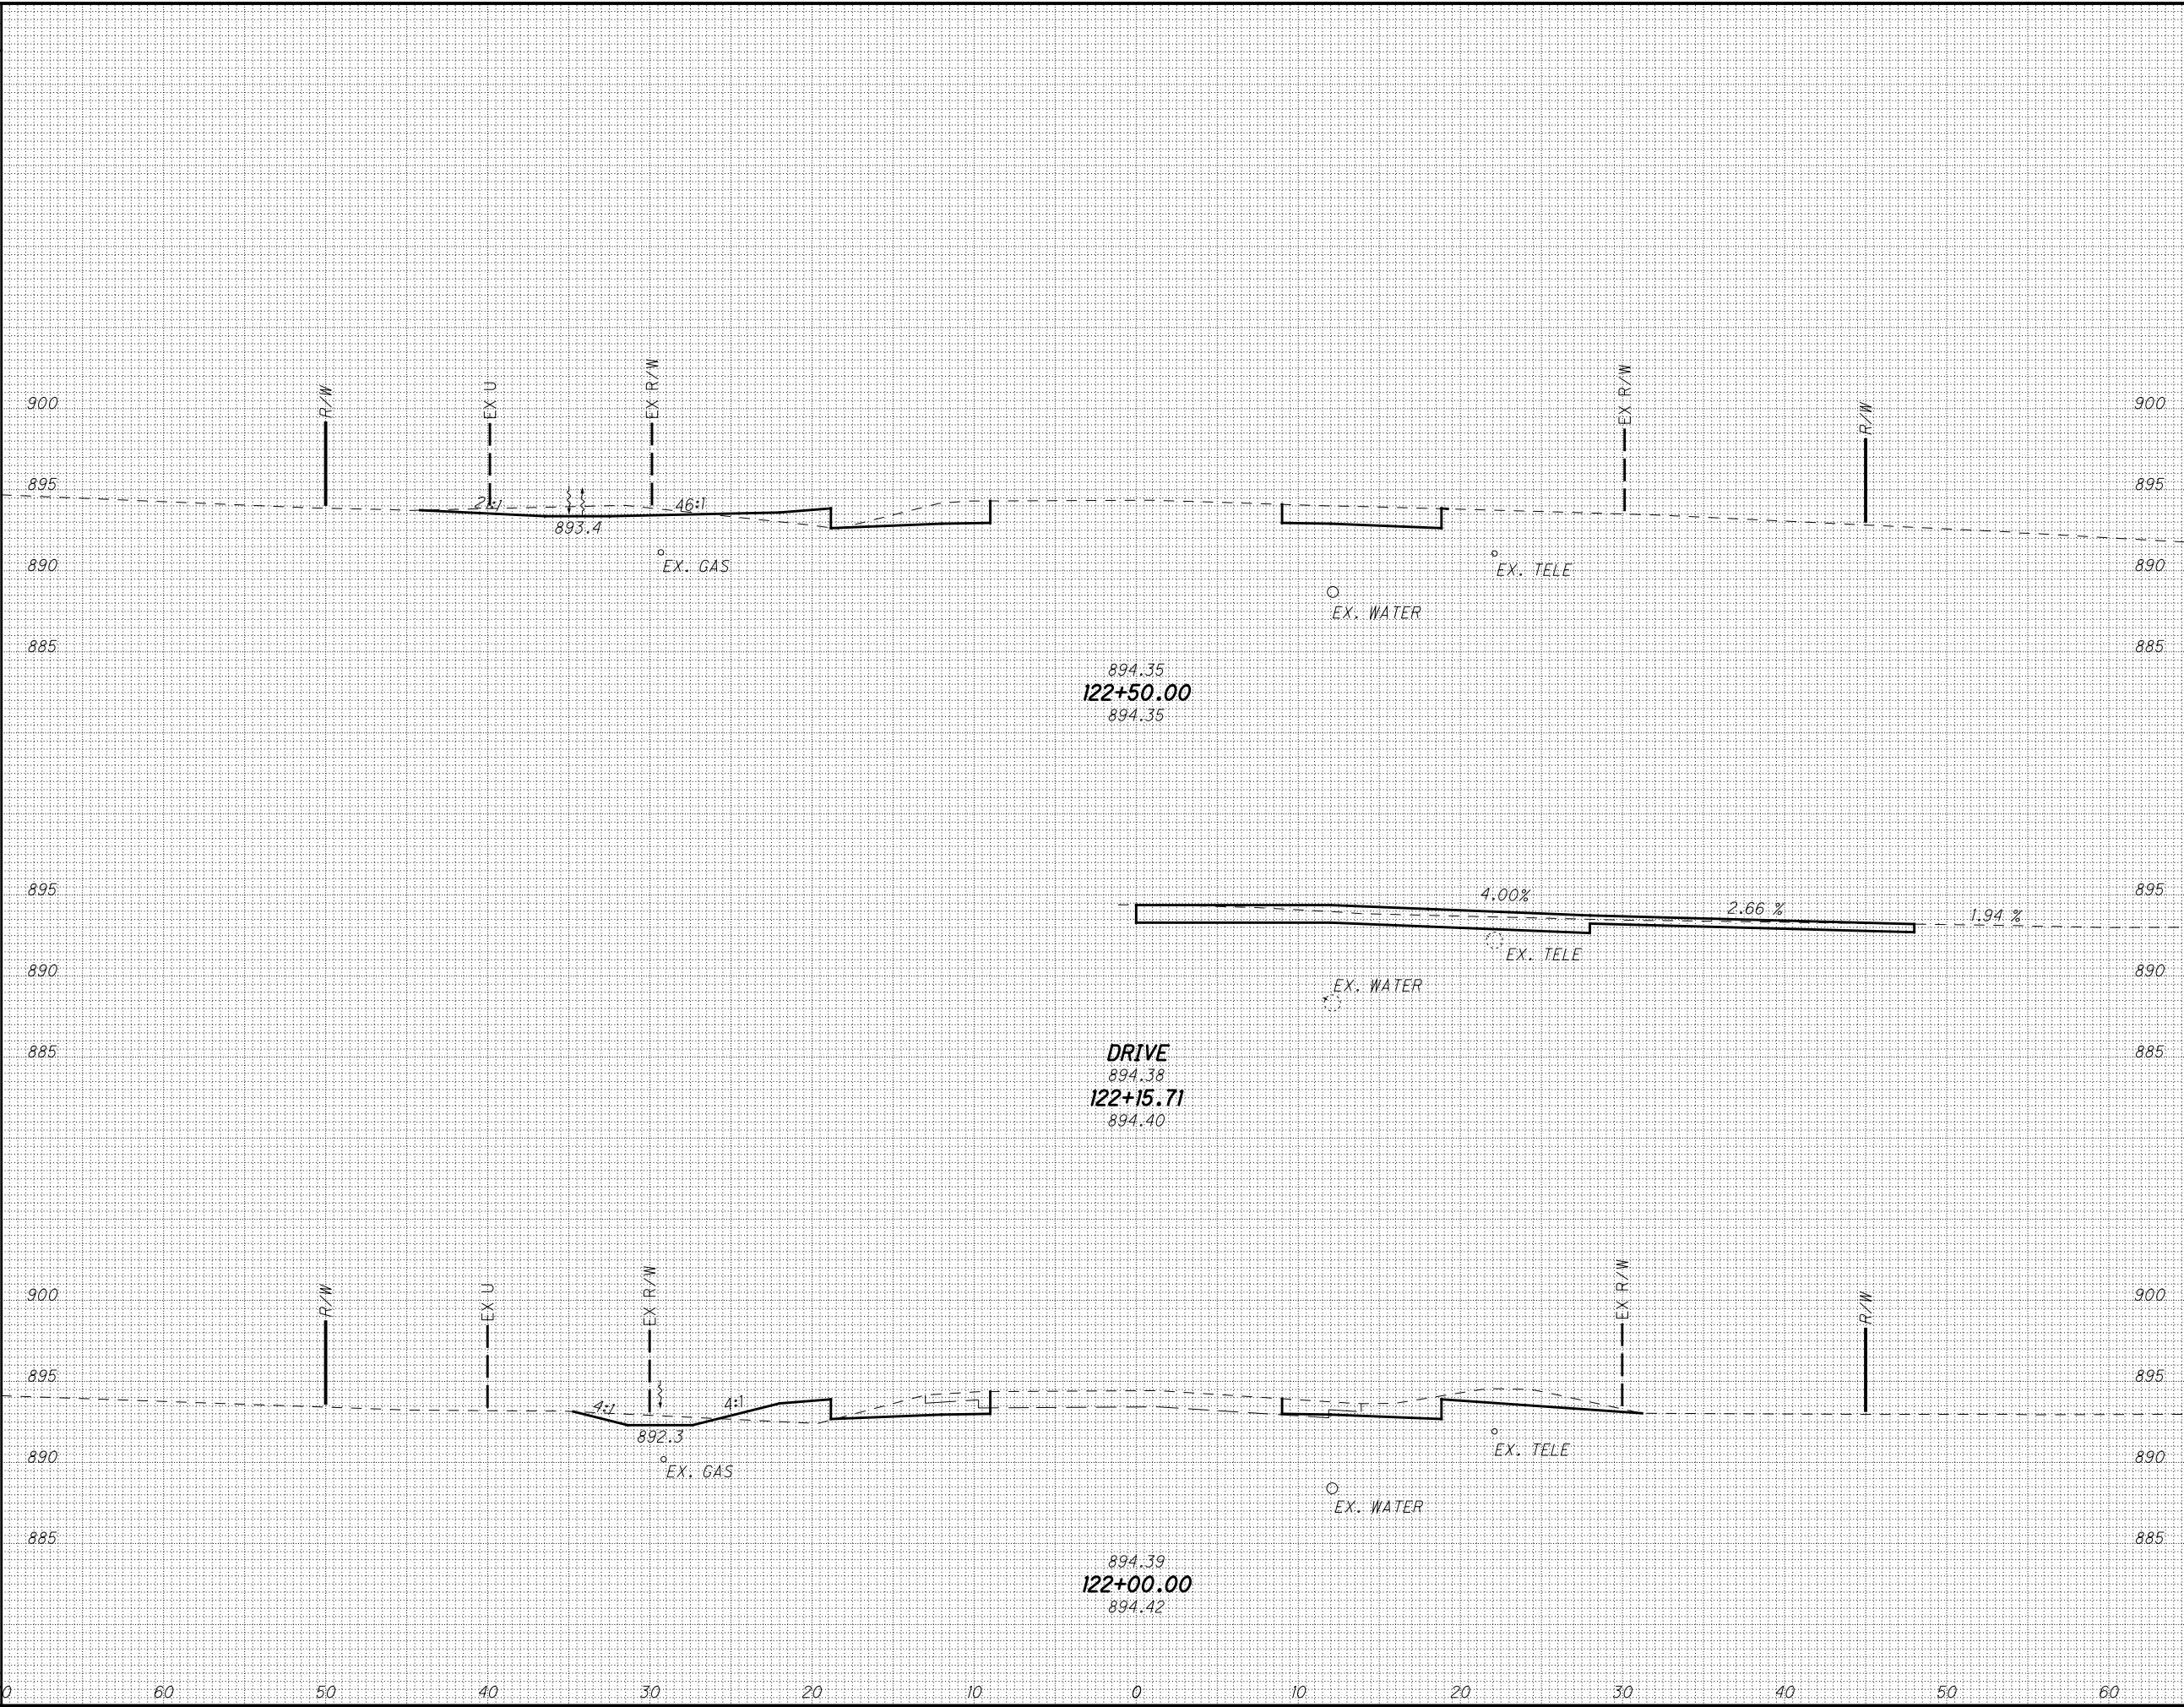 R/W
EX U
EX R/W
EX R/W
R/W
900 900
895 895
21:1 46:1
893.4
890 890
EX. GAS
EX. TELE
EX. WATER
885 885
894.35
122+50.00
894.35
895 4.00% 895
2.66 % 1.94 %
EX. TELE
890 890
EX. WATER
885 885
DRIVE
894.38
122+15.71
894.40
R/W
EX U
EX R/W
EX R/W
R/W
900 900
895 895
4:1 4:1
892.3
EX. TELE
890 890
EX. GAS
EX. WATER
885 885
894.39
122+00.00
894.42
0 60 50 40 30 20 10 0 10 20 30 40 50 60